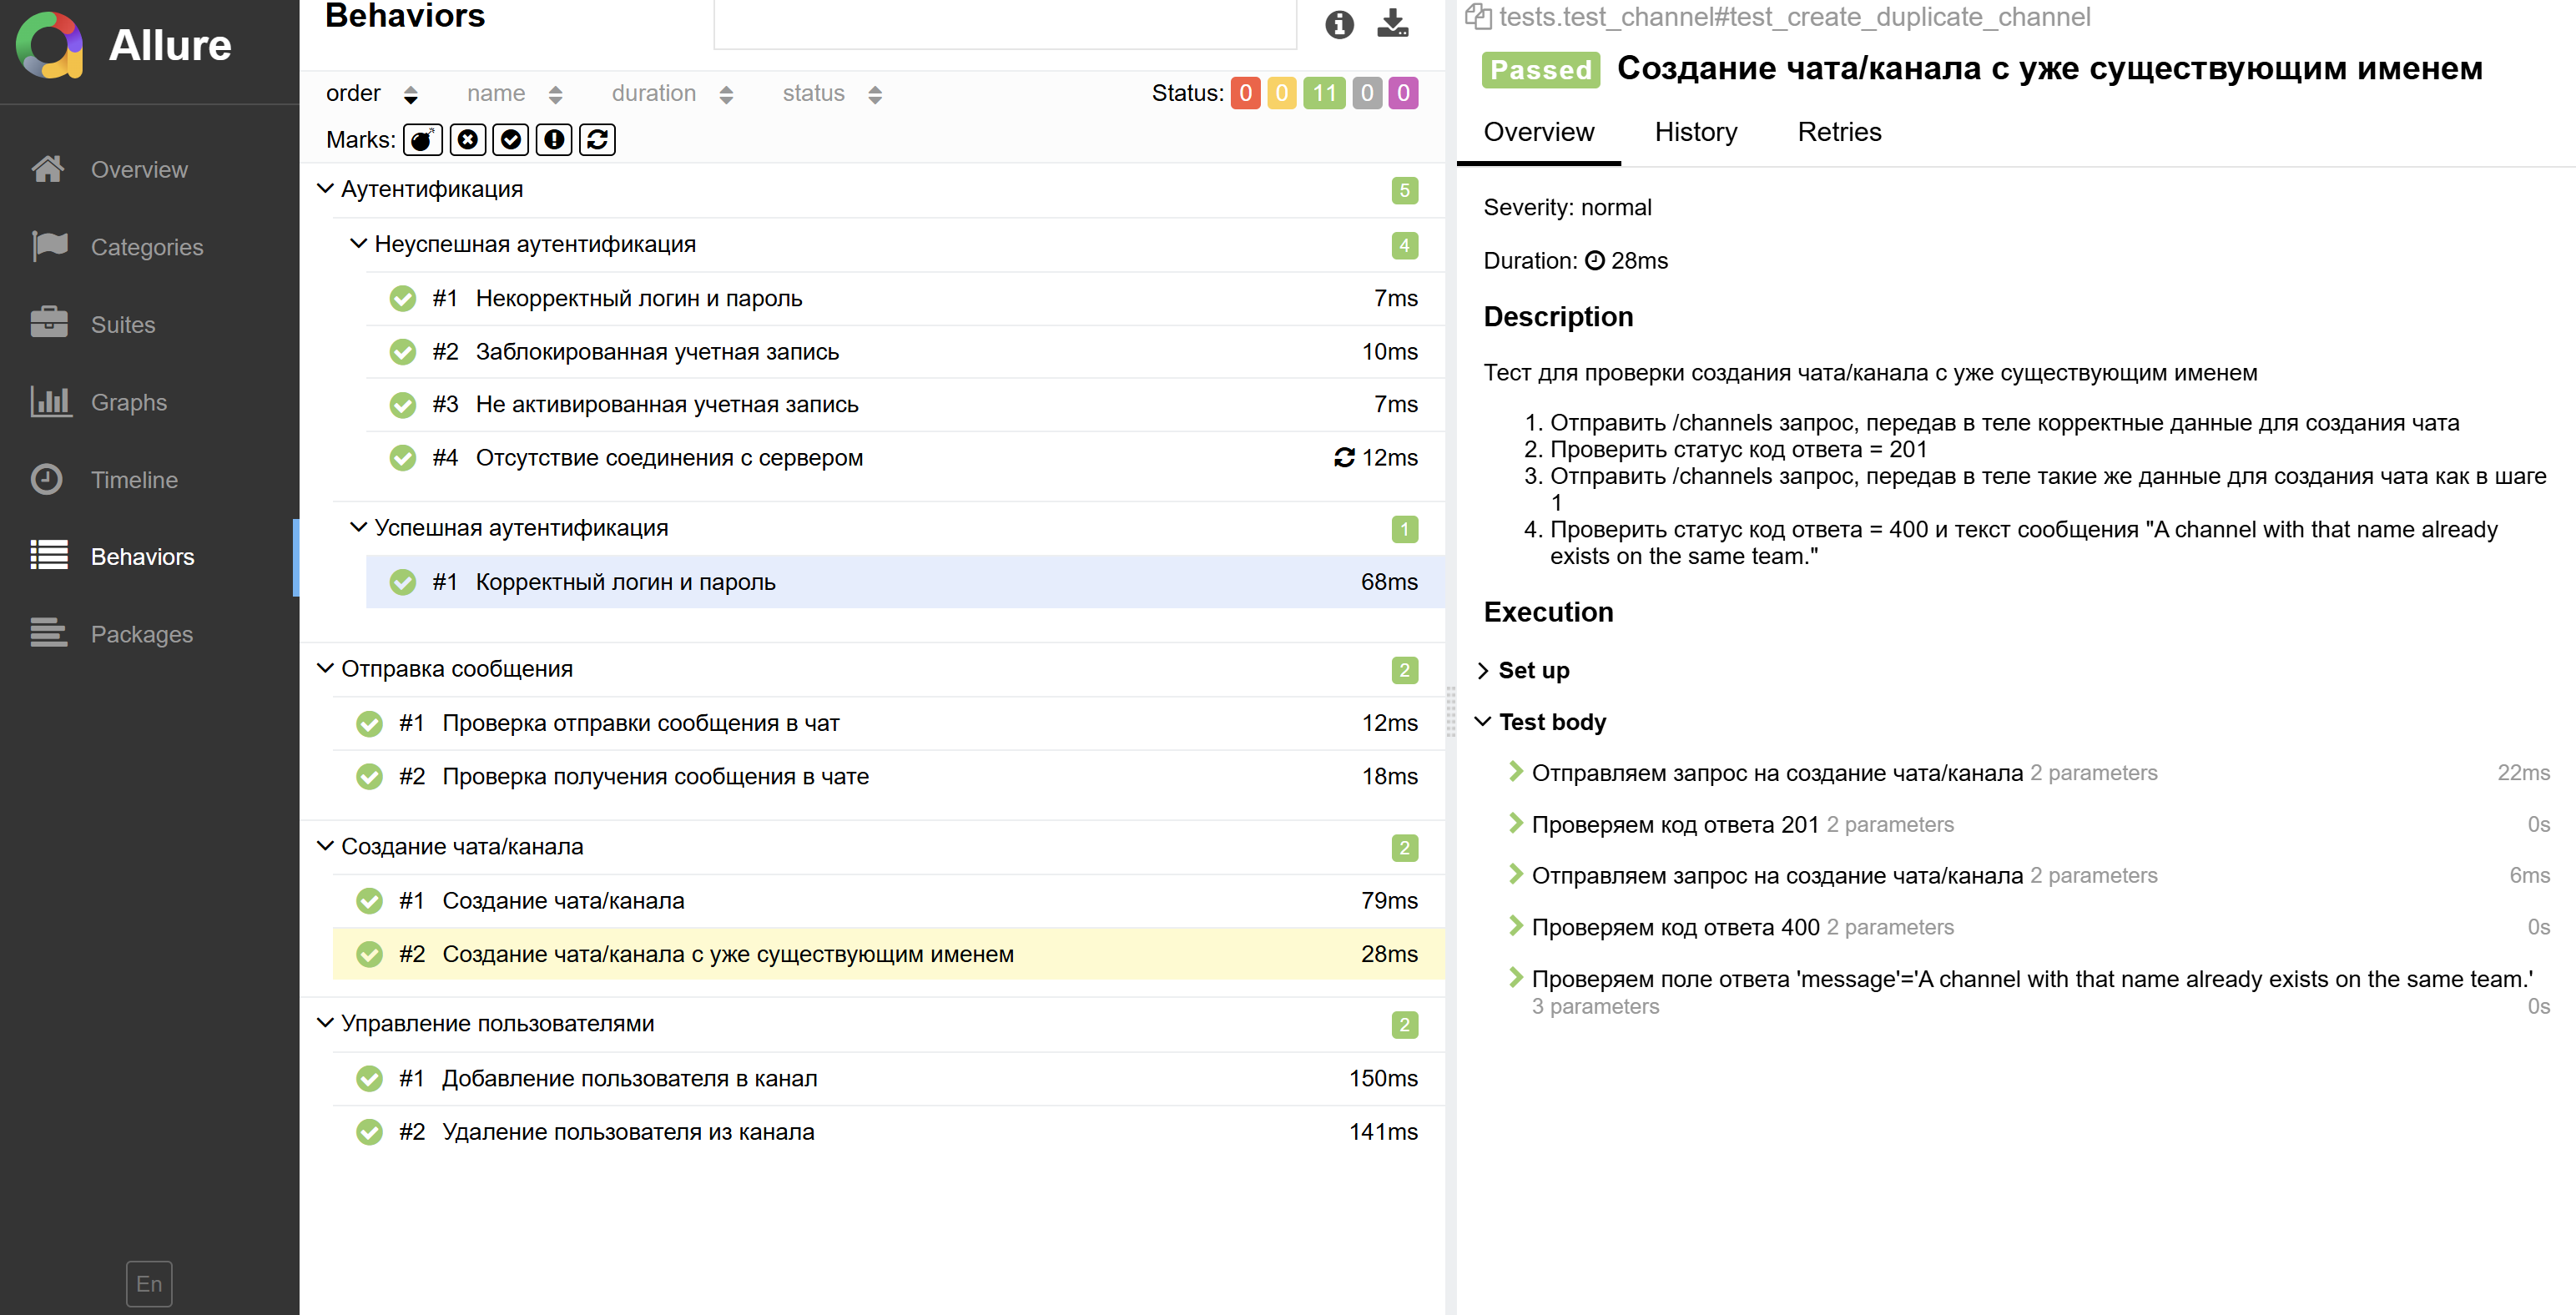 Allure
Overview
Categories
Suites
Graphs
Timeline
Behaviors
Packages
En
Behaviors
order name duration status Status: 0 0 11 0 0
Marks:
Аутентификация 5
Неуспешная аутентификация 4
#1 Некорректный логин и пароль 7ms
#2 Заблокированная учетная запись 10ms
#3 Не активированная учетная запись 7ms
#4 Отсутствие соединения с сервером 12ms
Успешная аутентификация 1
#1 Корректный логин и пароль 68ms
Отправка сообщения 2
#1 Проверка отправки сообщения в чат 12ms
#2 Проверка получения сообщения в чате 18ms
Создание чата/канала 2
#1 Создание чата/канала 79ms
#2 Создание чата/канала с уже существующим именем 28ms
Управление пользователями 2
#1 Добавление пользователя в канал 150ms
#2 Удаление пользователя из канала 141ms
tests.test_channel#test_create_duplicate_channel
Passed Создание чата/канала с уже существующим именем
Overview History Retries
Severity: normal
Duration: 28ms
Description
Тест для проверки создания чата/канала с уже существующим именем
1. Отправить /channels запрос, передав в теле корректные данные для создания чата
2. Проверить статус код ответа = 201
3. Отправить /channels запрос, передав в теле такие же данные для создания чата как в шаге
1
4. Проверить статус код ответа = 400 и текст сообщения "A channel with that name already
exists on the same team."
Execution
Set up
Test body
Отправляем запрос на создание чата/канала 2 parameters 22ms
Проверяем код ответа 201 2 parameters 0s
Отправляем запрос на создание чата/канала 2 parameters 6ms
Проверяем код ответа 400 2 parameters 0s
Проверяем поле ответа 'message'='A channel with that name already exists on the same team.'
3 parameters 0s